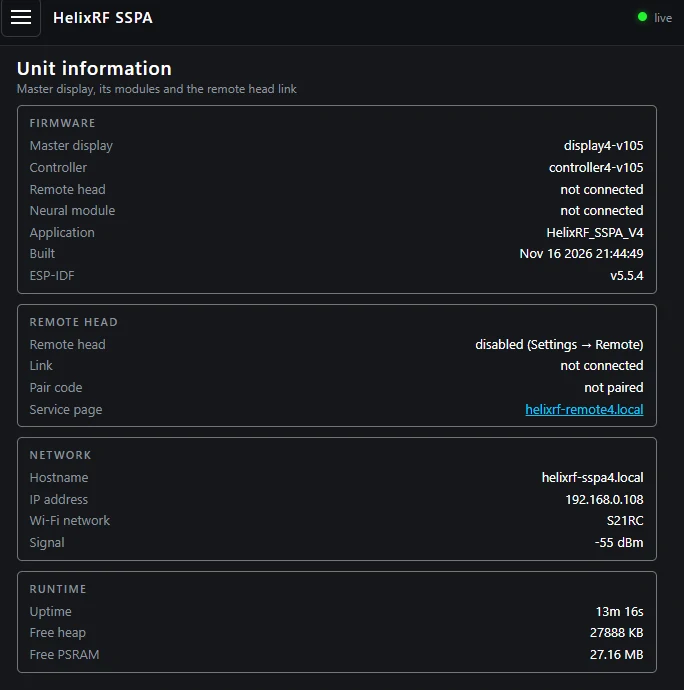 HelixRF SSPA
live
Unit information
Master display, its modules and the remote head link
FIRMWARE
Master display display4-v105
Controller controller4-v105
Remote head not connected
Neural module not connected
Application HelixRF_SSPA_V4
Built Nov 16 2026 21:44:49
ESP-IDF v5.5.4
REMOTE HEAD
Remote head disabled (Settings → Remote)
Link not connected
Pair code not paired
Service page helixrf-remote4.local
NETWORK
Hostname helixrf-sspa4.local
IP address 192.168.0.108
Wi-Fi network S21RC
Signal -55 dBm
RUNTIME
Uptime 13m 16s
Free heap 27888 KB
Free PSRAM 27.16 MB